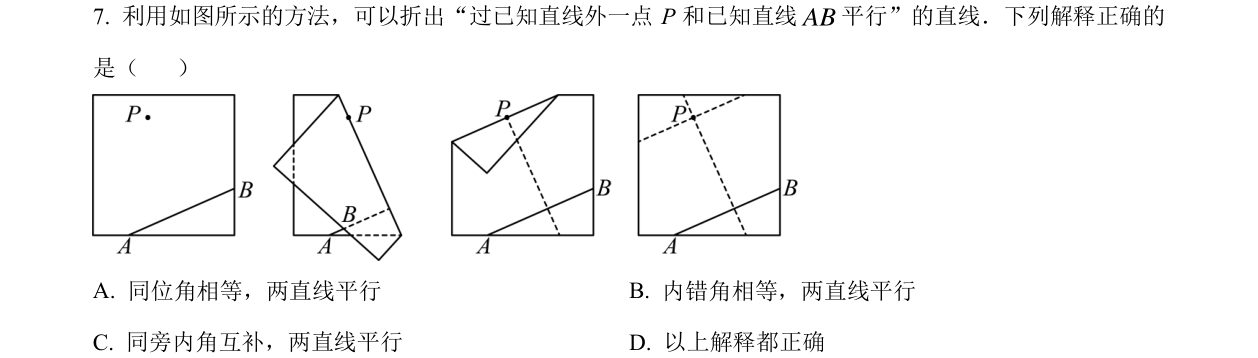 7. 利用如图所示的方法，可以折出“过已知直线外一点 P 和已知直线 AB 平行”的直线．下列解释正确的
是（ ）
P P P P
B B B B
A A A A
A. 同位角相等，两直线平行 B. 内错角相等，两直线平行
C. 同旁内角互补，两直线平行 D. 以上解释都正确